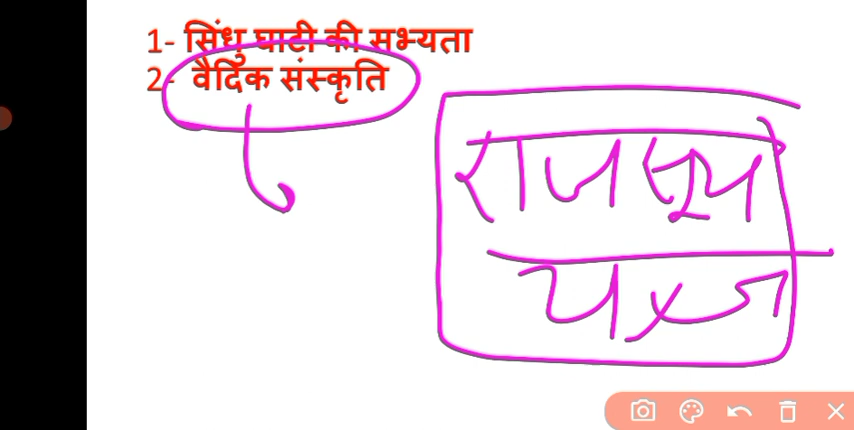 1- सिंधु घाटी की सभ्यता
2- वैदिक संस्कृति
राजसूय
यज्ञ